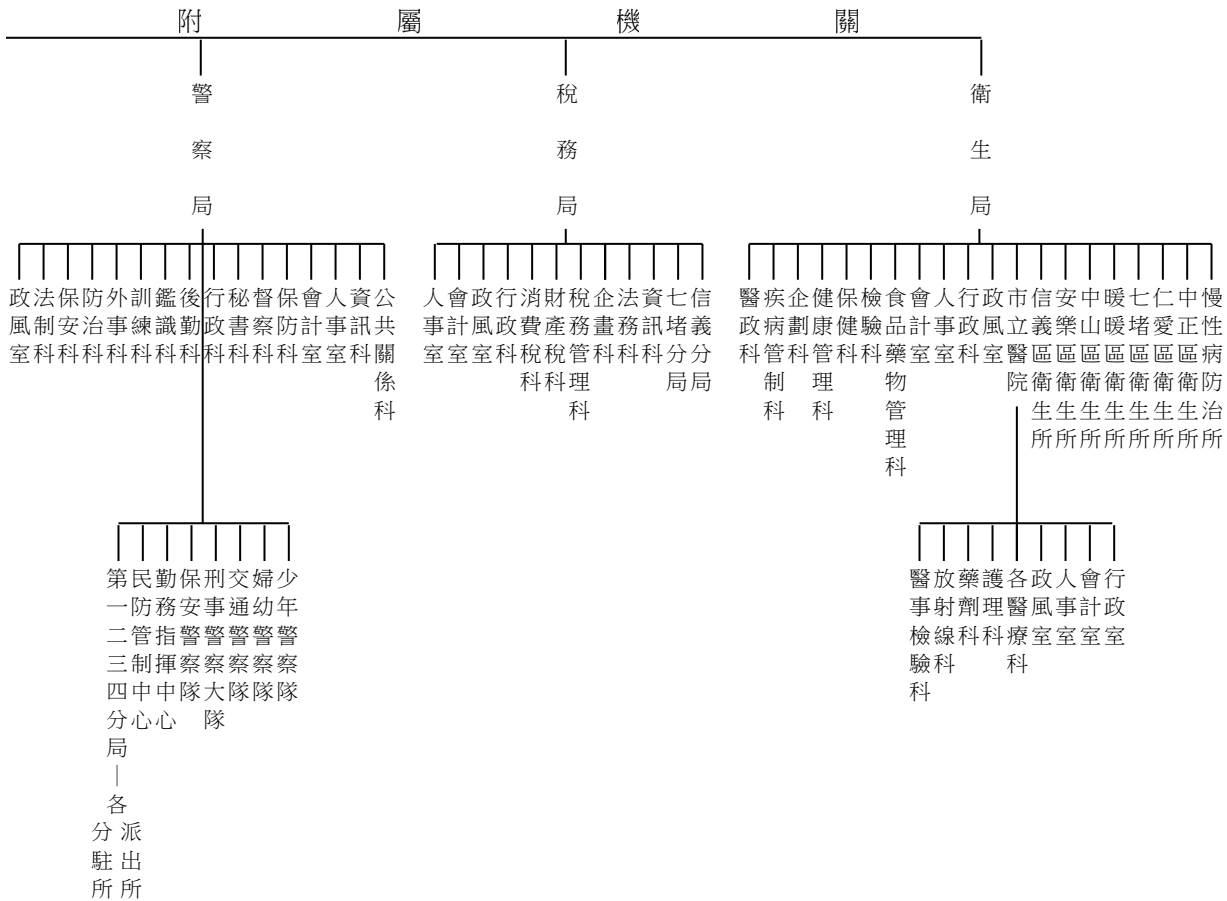 附屬機關
警察局
稅務局
衛生局
政風室
法制科
保安科
防治科
外事科
訓練科
鑑識科
後勤科
行政科
秘書科
督察科
保防科
會計室
人事室
資訊科
公共關係科
人事室
會計室
政風室
行政科
消費稅科
財產稅科
稅務管理科
企畫科
法務科
資訊科
七堵分局
信義分局
醫政科
疾病管制科
企劃科
健康管理科
保健科
檢驗科
食品藥物管理科
會計室
人事室
行政科
政風室
市立醫院
信義區衛生所
安樂區衛生所
中山區衛生所
暖暖區衛生所
七堵區衛生所
仁愛區衛生所
中正區衛生所
慢性病防治所
第一二三四分局｜各分駐所派出所
民防管制中心
勤務指揮中心
保安警察隊
刑事警察大隊
交通警察隊
婦幼警察隊
少年警察隊
醫事檢驗科
放射線科
藥劑科
護理科
各醫療科
政風室
人事室
會計室
行政室